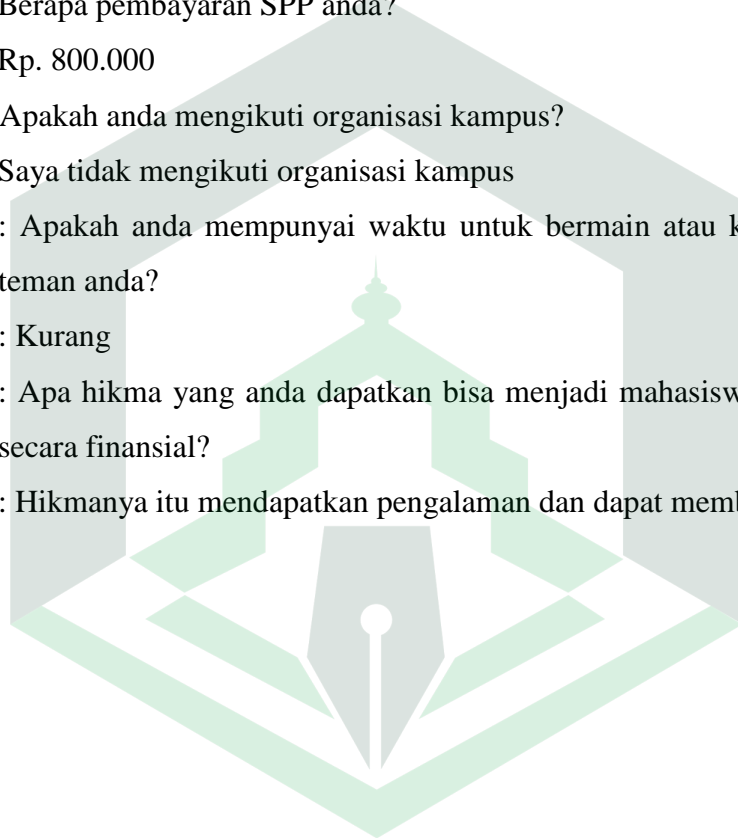 Berapa pembayaran SPP anda?
Rp. 800.000
Apakah anda mengikuti organisasi kampus?
Saya tidak mengikuti organisasi kampus
: Apakah anda mempunyai waktu untuk bermain atau
teman anda?
: Kurang
: Apa hikma yang anda dapatkan bisa menjadi
secara finansial?
: Hikmanya itu mendapatkan pengalaman dan dapat